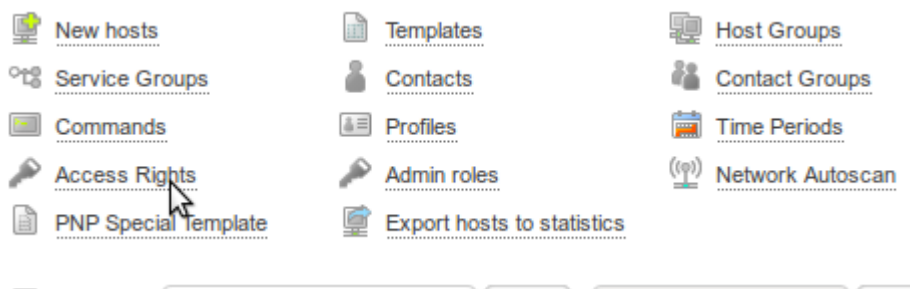 New hosts Templates Host Groups
Service Groups Contacts Contact Groups
Commands Profiles Time Periods
Access Rights Admin roles Network Autoscan
PNP Special Template Export hosts to statistics